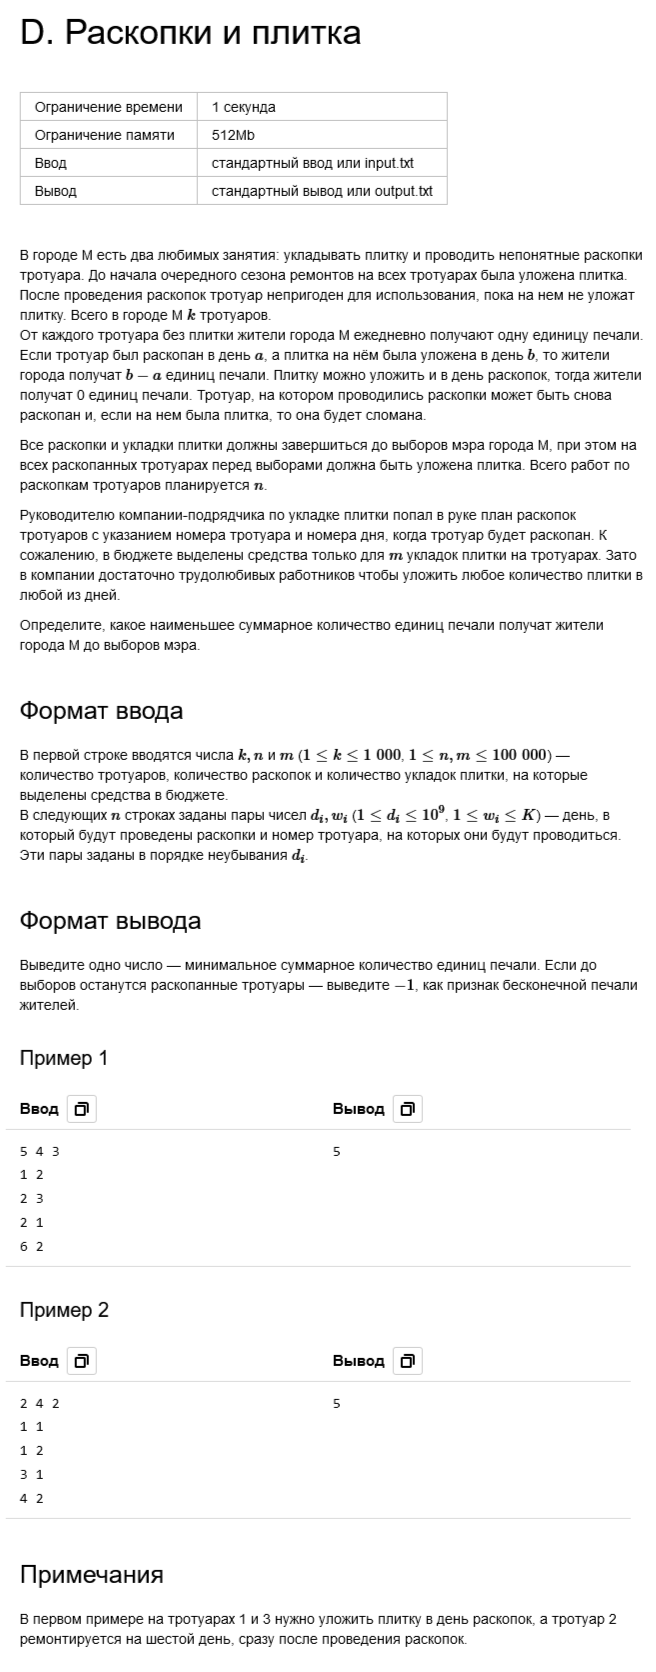 D. Раскопки и плитка
Ограничение времени 1 секунда
Ограничение памяти 512Mb
Ввод стандартный ввод или input.txt
Вывод стандартный вывод или output.txt
В городе М есть два любимых занятия: укладывать плитку и проводить непонятные раскопки
тротуара. До начала очередного сезона ремонтов на всех тротуарах была уложена плитка.
После проведения раскопок тротуар непригоден для использования, пока на нем не уложат
плитку. Всего в городе М k тротуаров.
От каждого тротуара без плитки жители города М ежедневно получают одну единицу печали.
Если тротуар был раскопан в день a, а плитка на нём была уложена в день b, то жители
города получат b − a единиц печали. Плитку можно уложить и в день раскопок, тогда жители
получат 0 единиц печали. Тротуар, на котором проводились раскопки может быть снова
раскопан и, если на нем была плитка, то она будет сломана.
Все раскопки и укладки плитки должны завершиться до выборов мэра города М, при этом на
всех раскопанных тротуарах перед выборами должна быть уложена плитка. Всего работ по
раскопкам тротуаров планируется n.
Руководителю компании-подрядчика по укладке плитки попал в руке план раскопок
тротуаров с указанием номера тротуара и номера дня, когда тротуар будет раскопан. К
сожалению, в бюджете выделены средства только для m укладок плитки на тротуарах. Зато
в компании достаточно трудолюбивых работников чтобы уложить любое количество плитки в
любой из дней.
Определите, какое наименьшее суммарное количество единиц печали получат жители
города М до выборов мэра.
Формат ввода
В первой строке вводятся числа k, n и m (1 ≤ k ≤ 1 000, 1 ≤ n, m ≤ 100 000) —
количество тротуаров, количество раскопок и количество укладок плитки, на которые
выделены средства в бюджете.
В следующих n строках заданы пары чисел d_i, w_i (1 ≤ d_i ≤ 10^9, 1 ≤ w_i ≤ K) — день, в
который будут проведены раскопки и номер тротуара, на которых они будут проводиться.
Эти пары заданы в порядке неубывания d_i.
Формат вывода
Выведите одно число — минимальное суммарное количество единиц печали. Если до
выборов останутся раскопанные тротуары — выведите −1, как признак бесконечной печали
жителей.
Пример 1
Ввод Вывод
5 4 3 5
1 2
2 3
2 1
6 2
Пример 2
Ввод Вывод
2 4 2 5
1 1
1 2
3 1
4 2
Примечания
В первом примере на тротуарах 1 и 3 нужно уложить плитку в день раскопок, а тротуар 2
ремонтируется на шестой день, сразу после проведения раскопок.